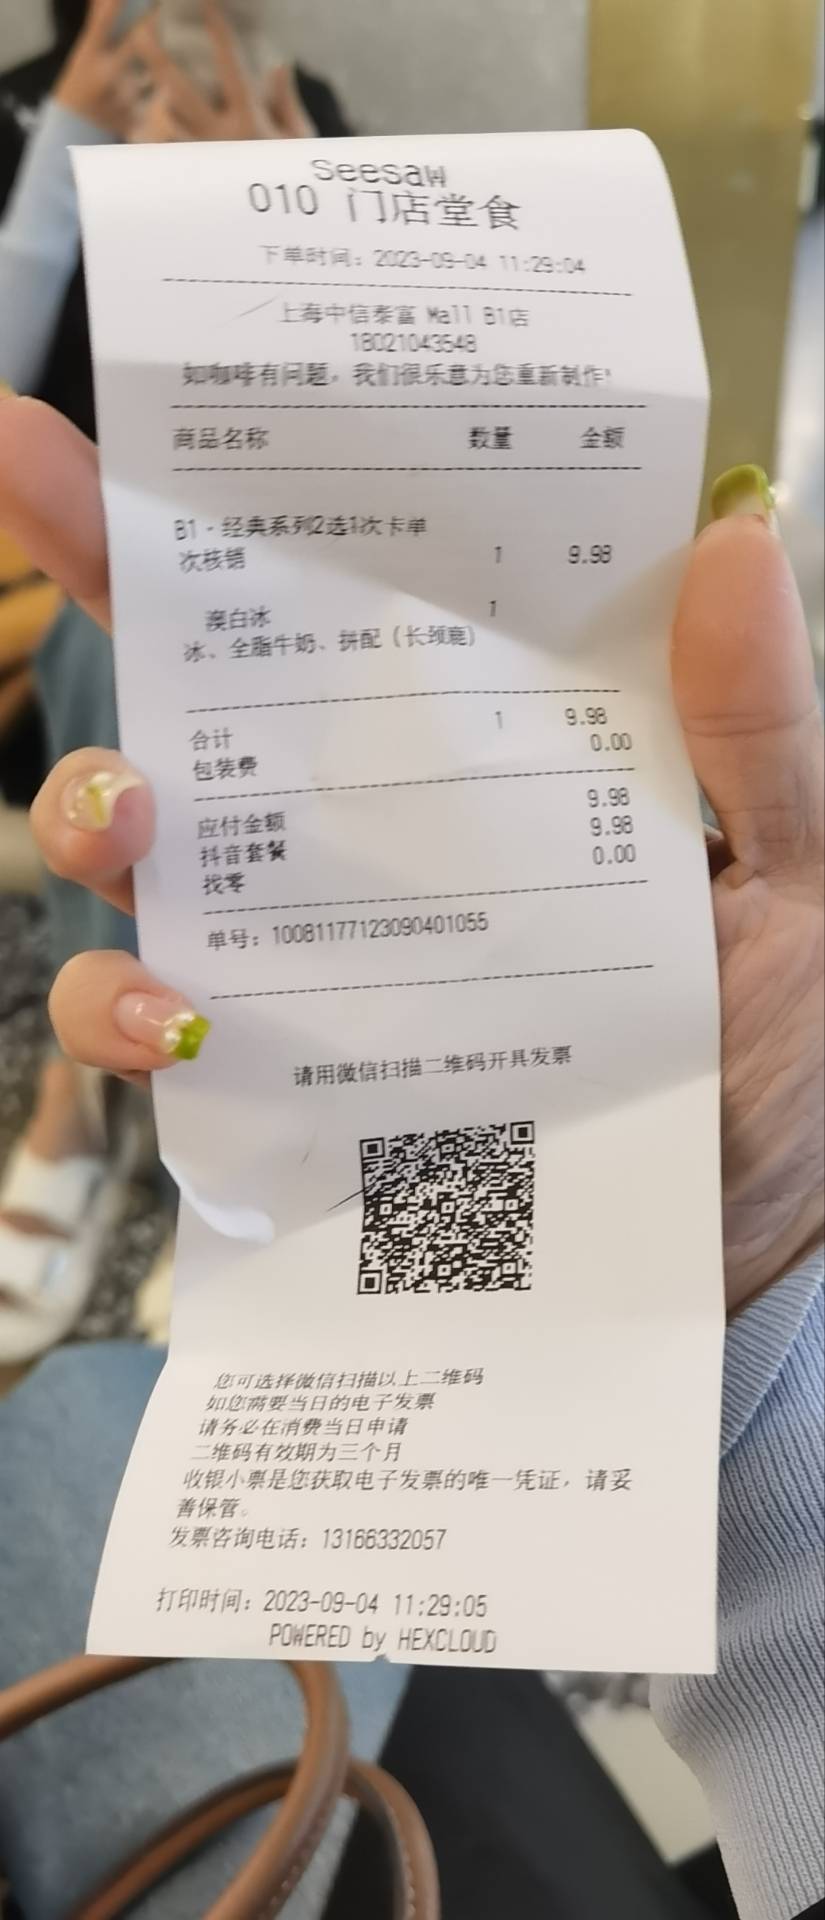 Seesaw
010 门店堂食
下单时间：2023-09-04 11:29:04
上海中信泰富 Mall B1店
18021043548
如咖啡有问题，我们很乐意为您重新制作!
商品名称 数量 金额
B1·经典系列2选1次卡单
次核销 1 9.98
澳白冰 1
冰、全脂牛奶、拼配（长颈鹿）
合计 1 9.98
包装费 0.00
应付金额 9.98
抖音套餐 9.98
找零 0.00
单号：10081177123090401055
请用微信扫描二维码开具发票
您可选择微信扫描以上二维码
如您需要当日的电子发票
请务必在消费当日申请
二维码有效期为三个月
收银小票是您获取电子发票的唯一凭证，请妥
善保管。
发票咨询电话：13166332057
打印时间：2023-09-04 11:29:05
POWERED by HEXCLOUD